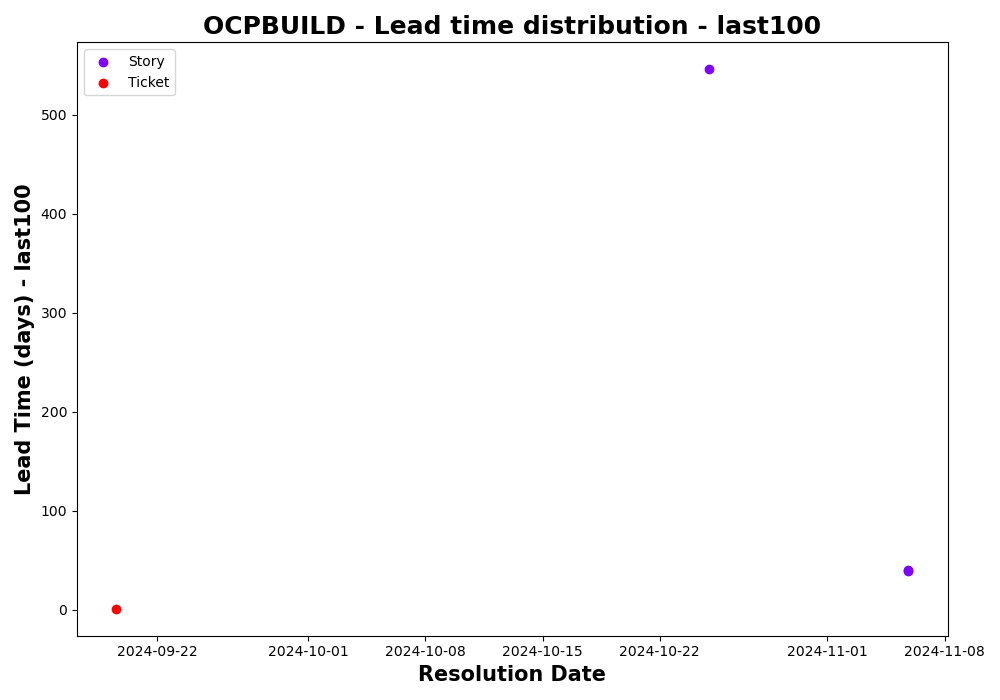 OCPBUILD - Lead time distribution - last100
Story
Ticket
Lead Time (days) - last100
500
400
300
200
100
0
2024-09-22 2024-10-01 2024-10-08 2024-10-15 2024-10-22 2024-11-01 2024-11-08
Resolution Date